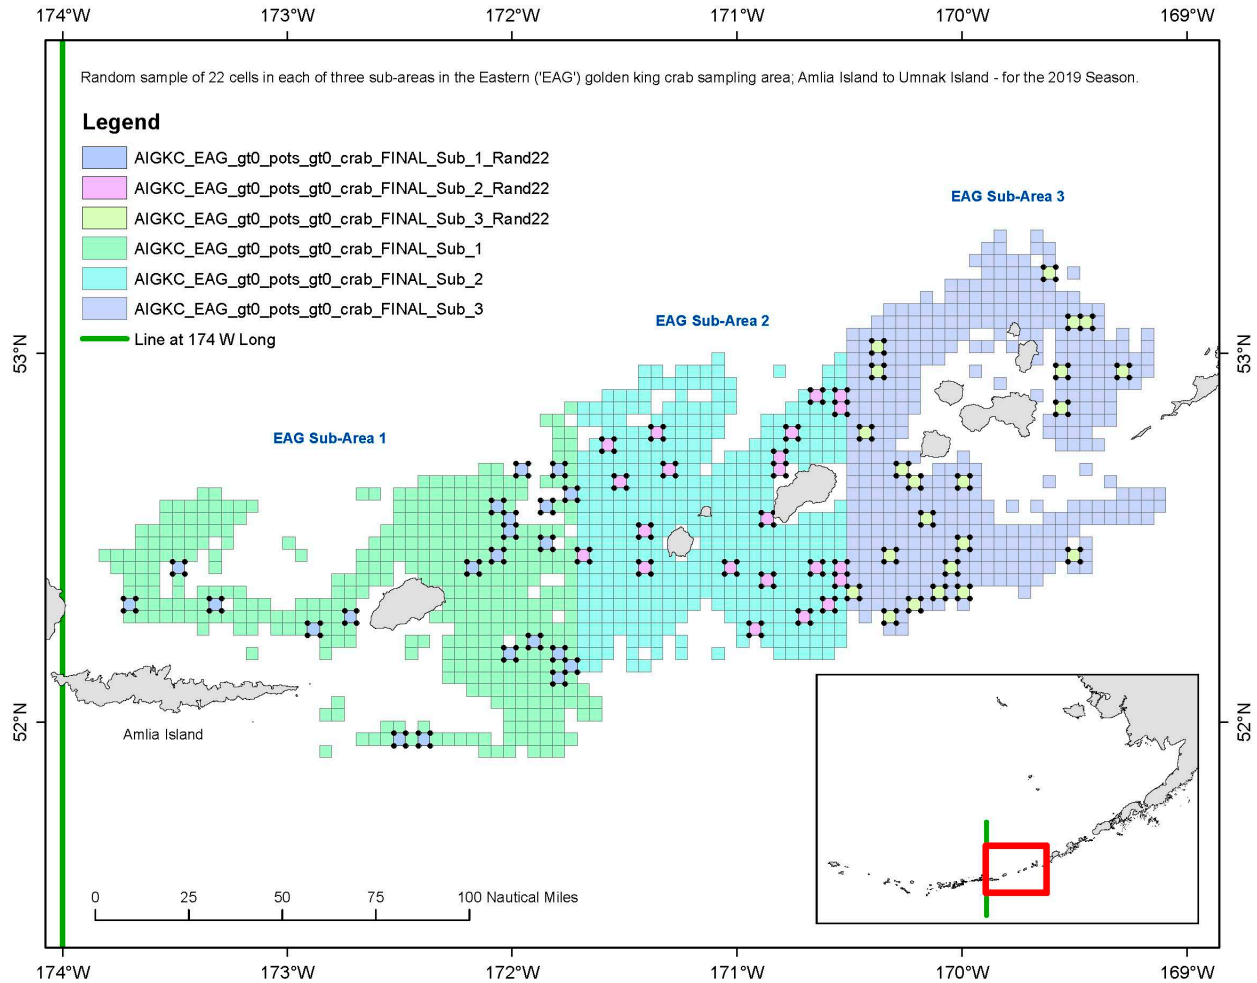 174°W 173°W 172°W 171°W 170°W 169°W
Random sample of 22 cells in each of three sub-areas in the Eastern ('EAG') golden king crab sampling area; Amlia Island to Umnak Island - for the 2019 Season.
Legend
AIGKC_EAG_gt0_pots_gt0_crab_FINAL_Sub_1_Rand22
AIGKC_EAG_gt0_pots_gt0_crab_FINAL_Sub_2_Rand22
AIGKC_EAG_gt0_pots_gt0_crab_FINAL_Sub_3_Rand22
AIGKC_EAG_gt0_pots_gt0_crab_FINAL_Sub_1
AIGKC_EAG_gt0_pots_gt0_crab_FINAL_Sub_2
AIGKC_EAG_gt0_pots_gt0_crab_FINAL_Sub_3
Line at 174 W Long
EAG Sub-Area 3
EAG Sub-Area 2
EAG Sub-Area 1
53°N 53°N
52°N 52°N
Amlia Island
0 25 50 75 100 Nautical Miles
174°W 173°W 172°W 171°W 170°W 169°W